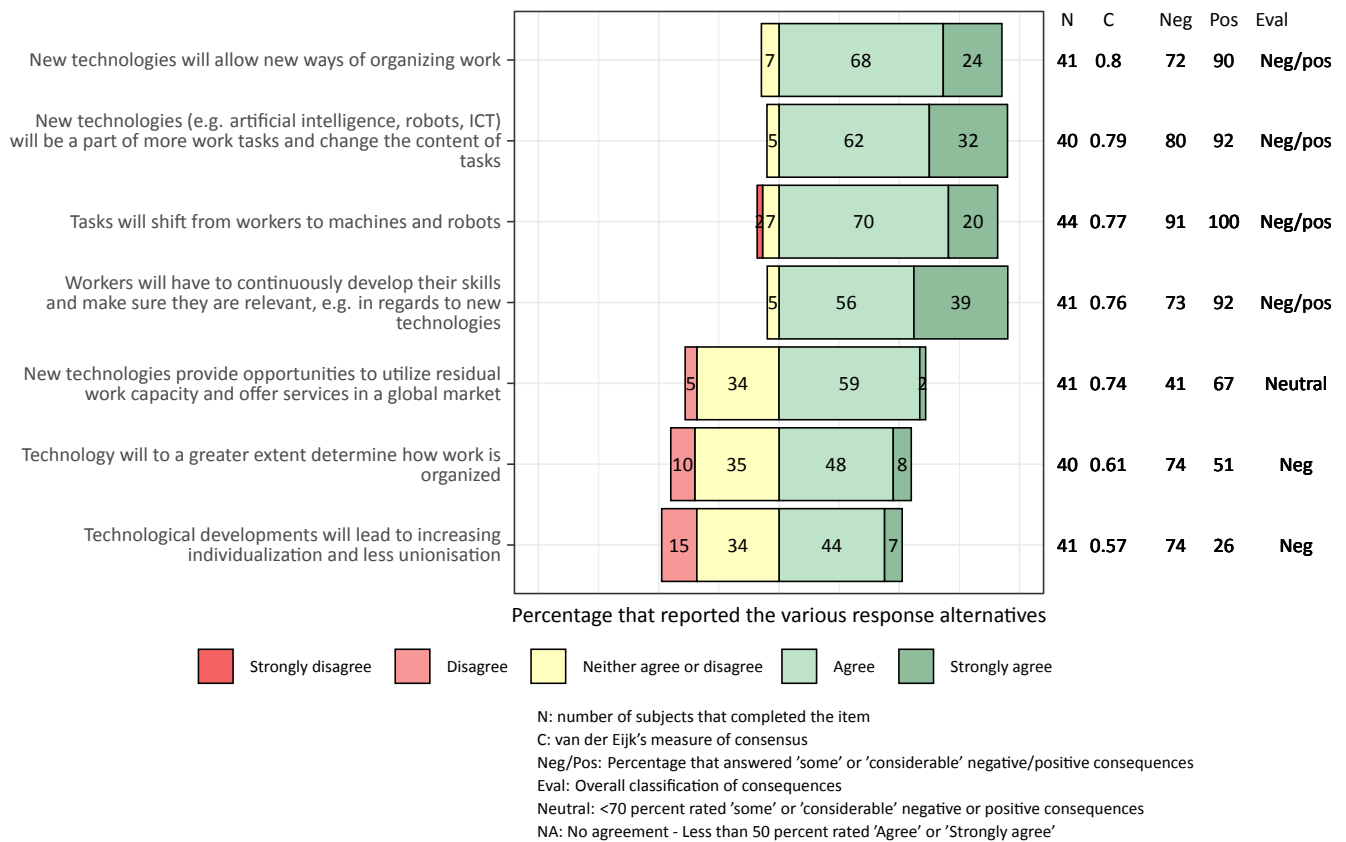 N C Neg Pos Eval
New technologies will allow new ways of organizing work 7 68 24 41 0.8 72 90 Neg/pos
New technologies (e.g. artificial intelligence, robots, ICT)
will be a part of more work tasks and change the content of
tasks
5 62 32 40 0.79 80 92 Neg/pos
Tasks will shift from workers to machines and robots 2 7 70 20 44 0.77 91 100 Neg/pos
Workers will have to continuously develop their skills
and make sure they are relevant, e.g. in regards to new
technologies
5 56 39 41 0.76 73 92 Neg/pos
New technologies provide opportunities to utilize residual
work capacity and offer services in a global market
5 34 59 2 41 0.74 41 67 Neutral
Technology will to a greater extent determine how work is
organized
10 35 48 8 40 0.61 74 51 Neg
Technological developments will lead to increasing
individualization and less unionisation
15 34 44 7 41 0.57 74 26 Neg
Percentage that reported the various response alternatives
Strongly disagree Disagree Neither agree or disagree Agree Strongly agree
N: number of subjects that completed the item
C: van der Eijk's measure of consensus
Neg/Pos: Percentage that answered 'some' or 'considerable' negative/positive consequences
Eval: Overall classification of consequences
Neutral: <70 percent rated 'some' or 'considerable' negative or positive consequences
NA: No agreement - Less than 50 percent rated 'Agree' or 'Strongly agree'